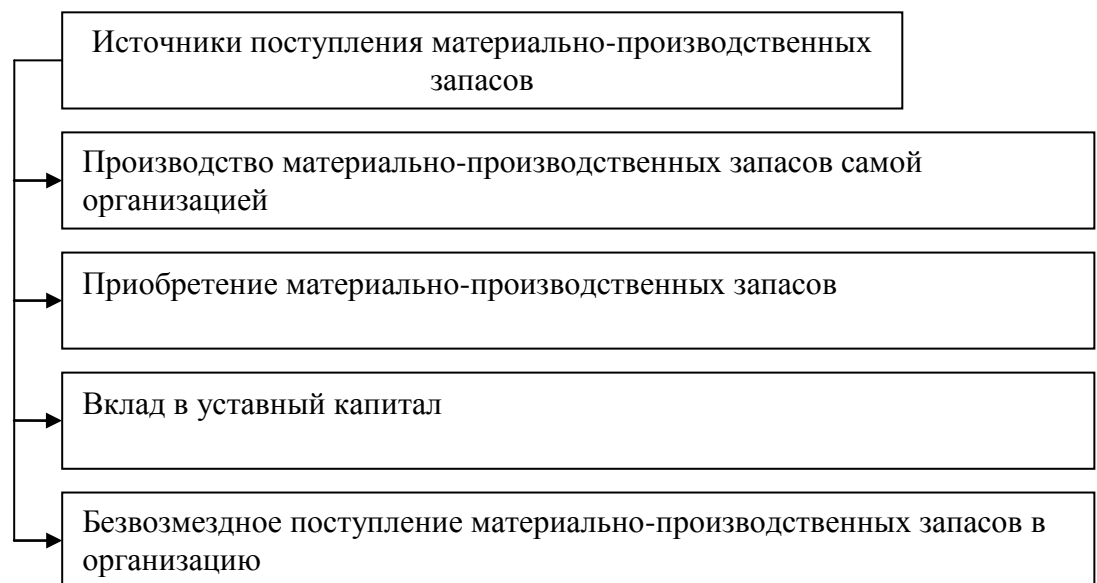 Источники поступления материально-производственных
запасов
Производство материально-производственных запасов самой
организацией
Приобретение материально-производственных запасов
Вклад в уставный капитал
Безвозмездное поступление материально-производственных запасов в
организацию